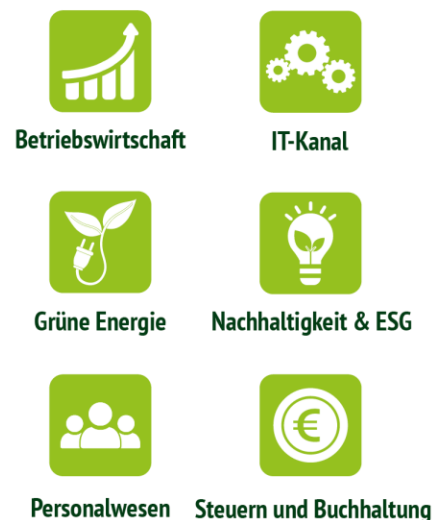 Betriebswirtschaft
IT-Kanal
Grüne Energie
Nachhaltigkeit & ESG
Personalwesen
Steuern und Buchhaltung